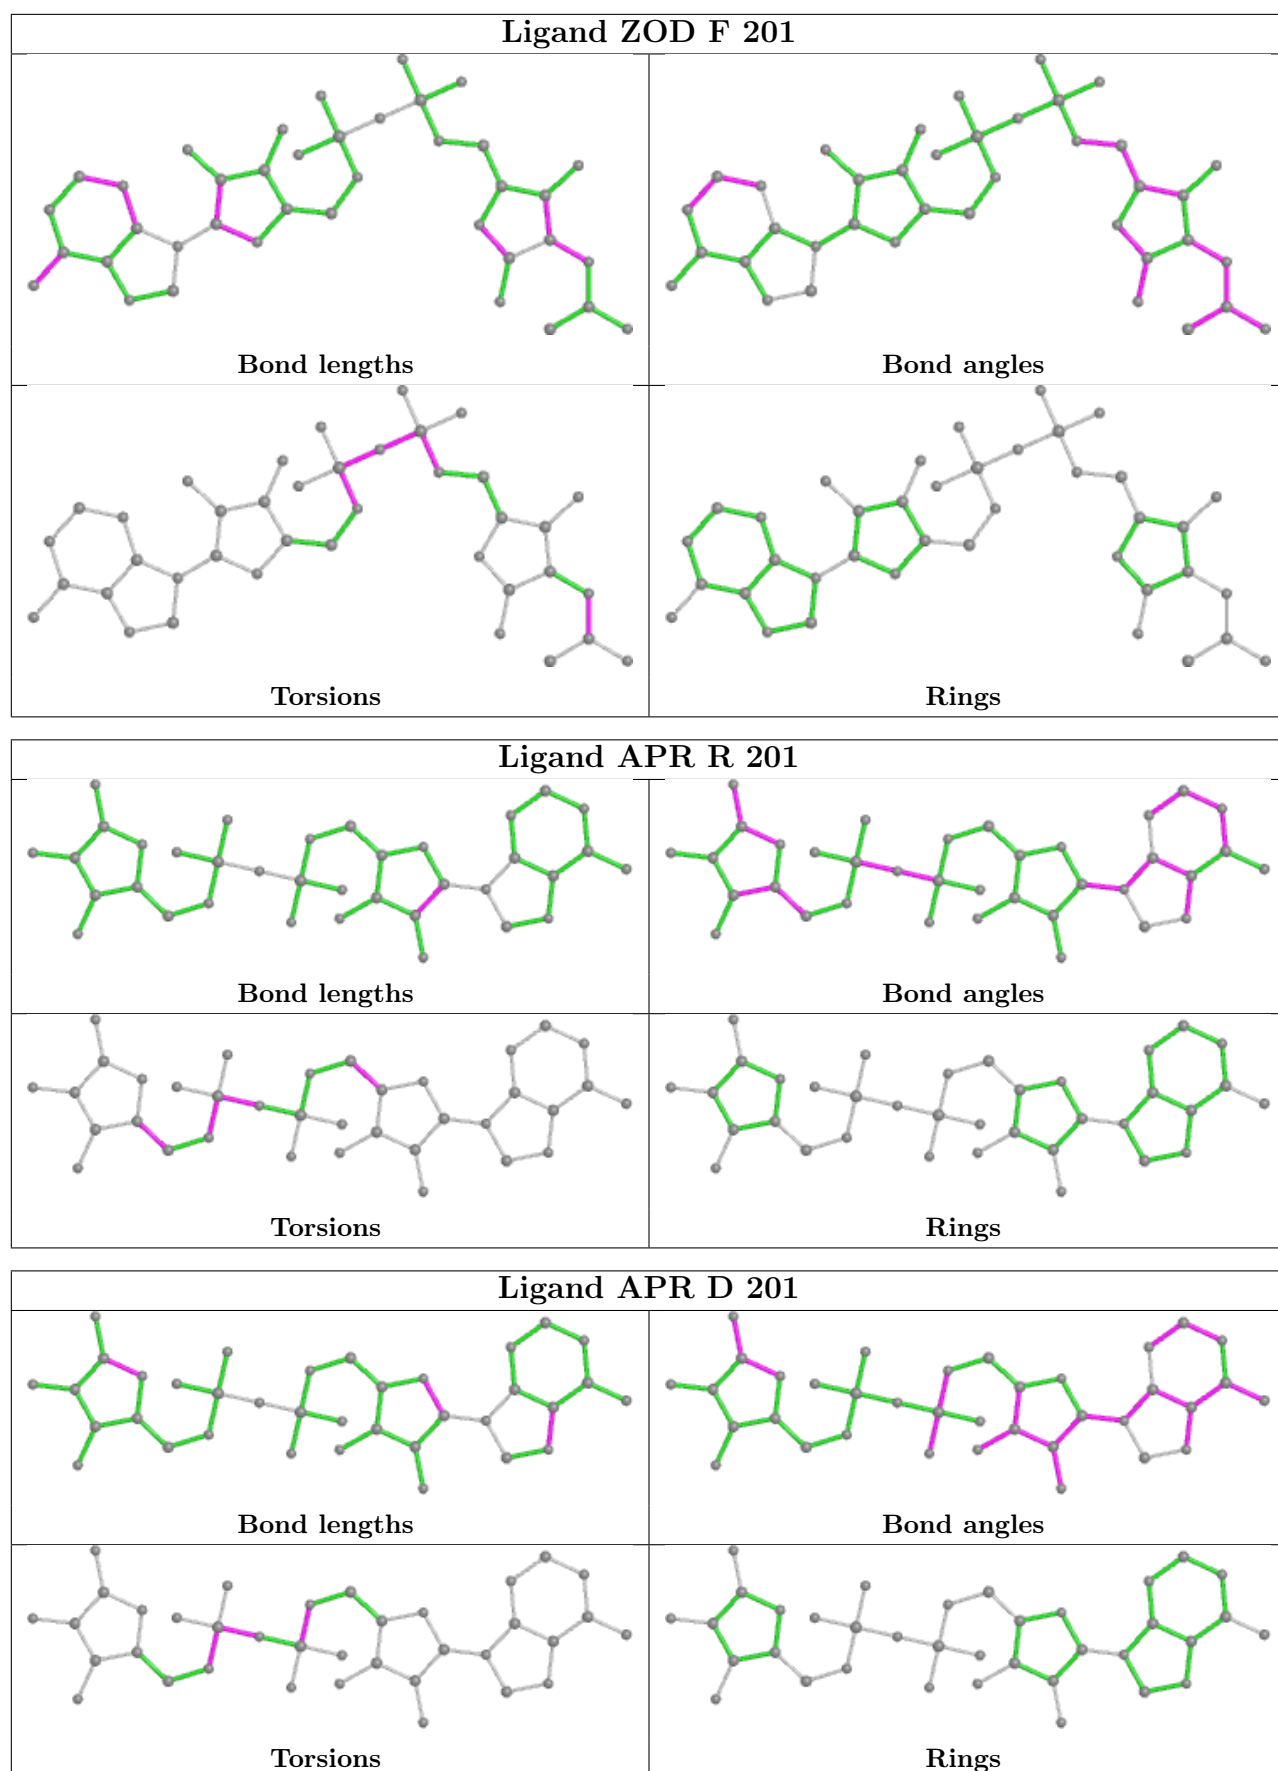 Ligand ZOD F 201
Bond lengths
Bond angles
Torsions
Rings
Ligand APR R 201
Bond lengths
Bond angles
Torsions
Rings
Ligand APR D 201
Bond lengths
Bond angles
Torsions
Rings